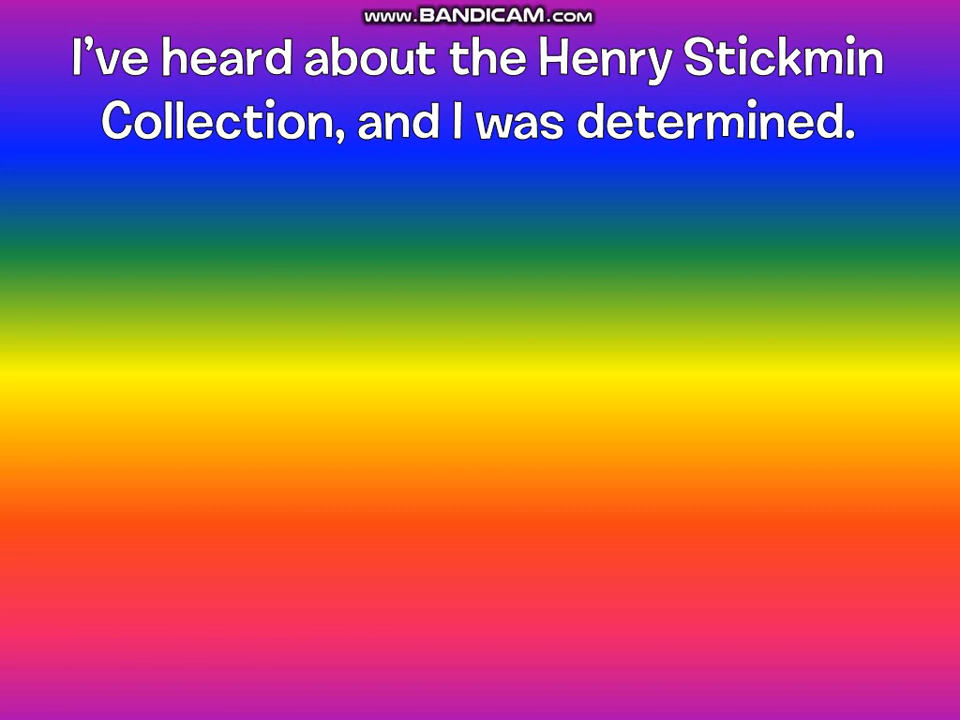 www.BANDICAM.com
I've heard about the Henry Stickmin
Collection, and I was determined.